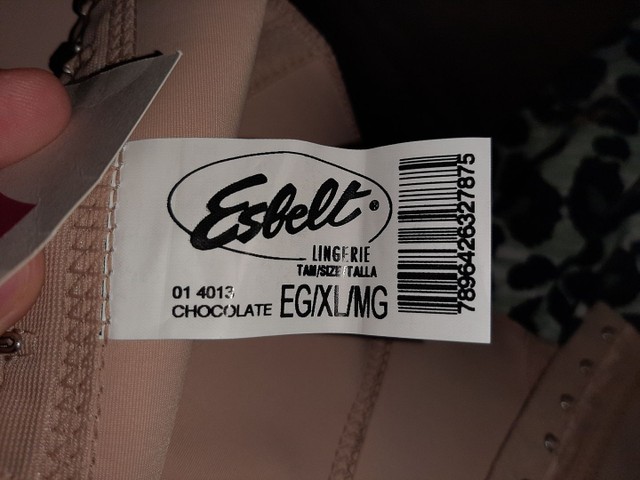 Esbelt®
LINGERIE
TAM/SIZE/TALLA
01 4013
CHOCOLATE EG/XL/MG
7896426327875